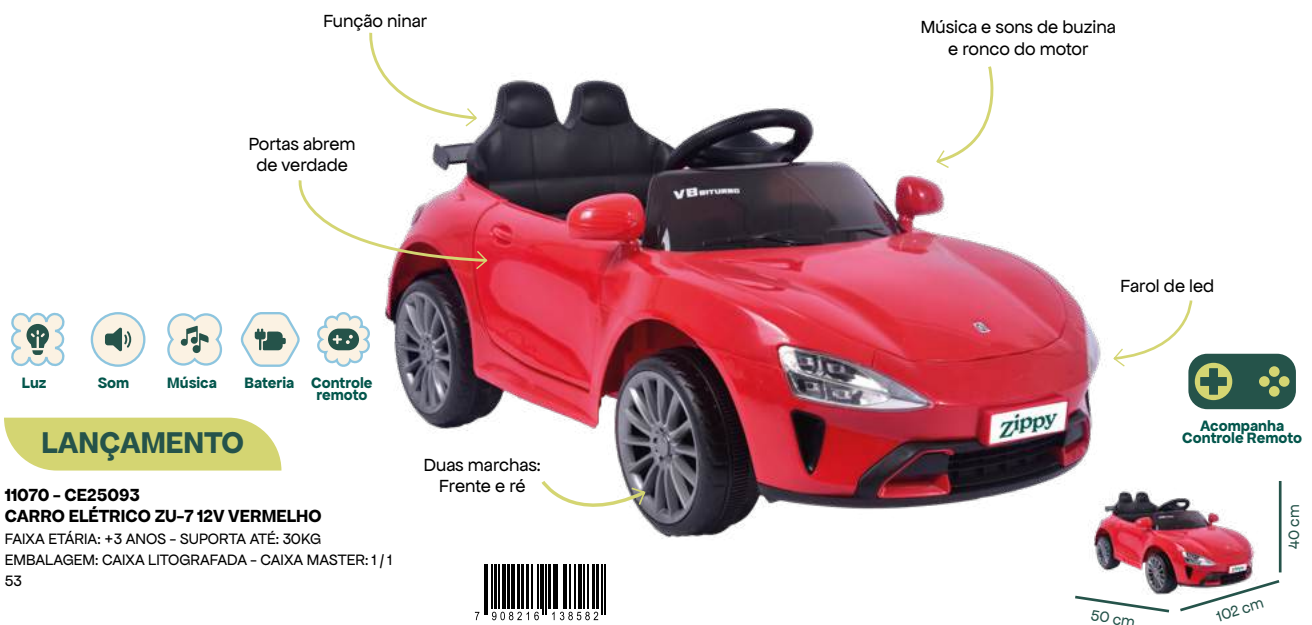 Função ninar
Música e sons de buzina
e ronco do motor
Portas abrem
de verdade
V8 BITURBO
Farol de led
Luz
Som
Música
Bateria
Controle
remoto
zippy
Acompanha
Controle Remoto
LANÇAMENTO
Duas marchas:
Frente e ré
11070 - CE25093
CARRO ELÉTRICO ZU-7 12V VERMELHO
FAIXA ETÁRIA: +3 ANOS - SUPORTA ATÉ: 30KG
EMBALAGEM: CAIXA LITOGRAFADA - CAIXA MASTER: 1 / 1
53
7 908216 138582
zippy
40 cm
50 cm
102 cm